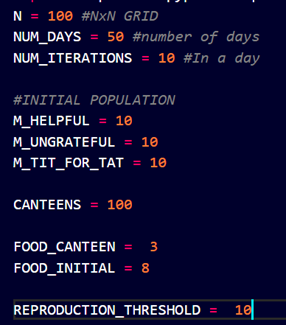 N = 100 #NxN GRID
NUM_DAYS = 50 #number of days
NUM_ITERATIONS = 10 #In a day
#INITIAL POPULATION
M_HELPFUL = 10
M_UNGRATEFUL = 10
M_TIT_FOR_TAT = 10
CANTEENS = 100
FOOD_CANTEEN =  3
FOOD_INITIAL = 8
REPRODUCTION_THRESHOLD =  10